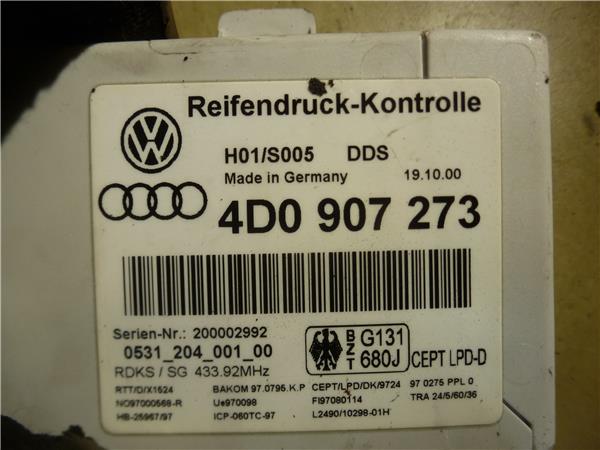 Reifendruck-Kontrolle
H01/S005 DDS
Made in Germany 19.10.00
4D0 907 273
Serien-Nr.: 200002992
0531_204_001_00
RDKS / SG 433.92MHz
BZT G131 680J CEPT LPD-D
RTT/D/X1524 BAKOM 97.0795.K.P CEPT/LPD/DK/9724 97 0275 PPL 0
NO97000568-R Ue970098 FI97080114 TRA 24/5/60/36
HB-25967/97 ICP-060TC-97 L2490/10298-01H